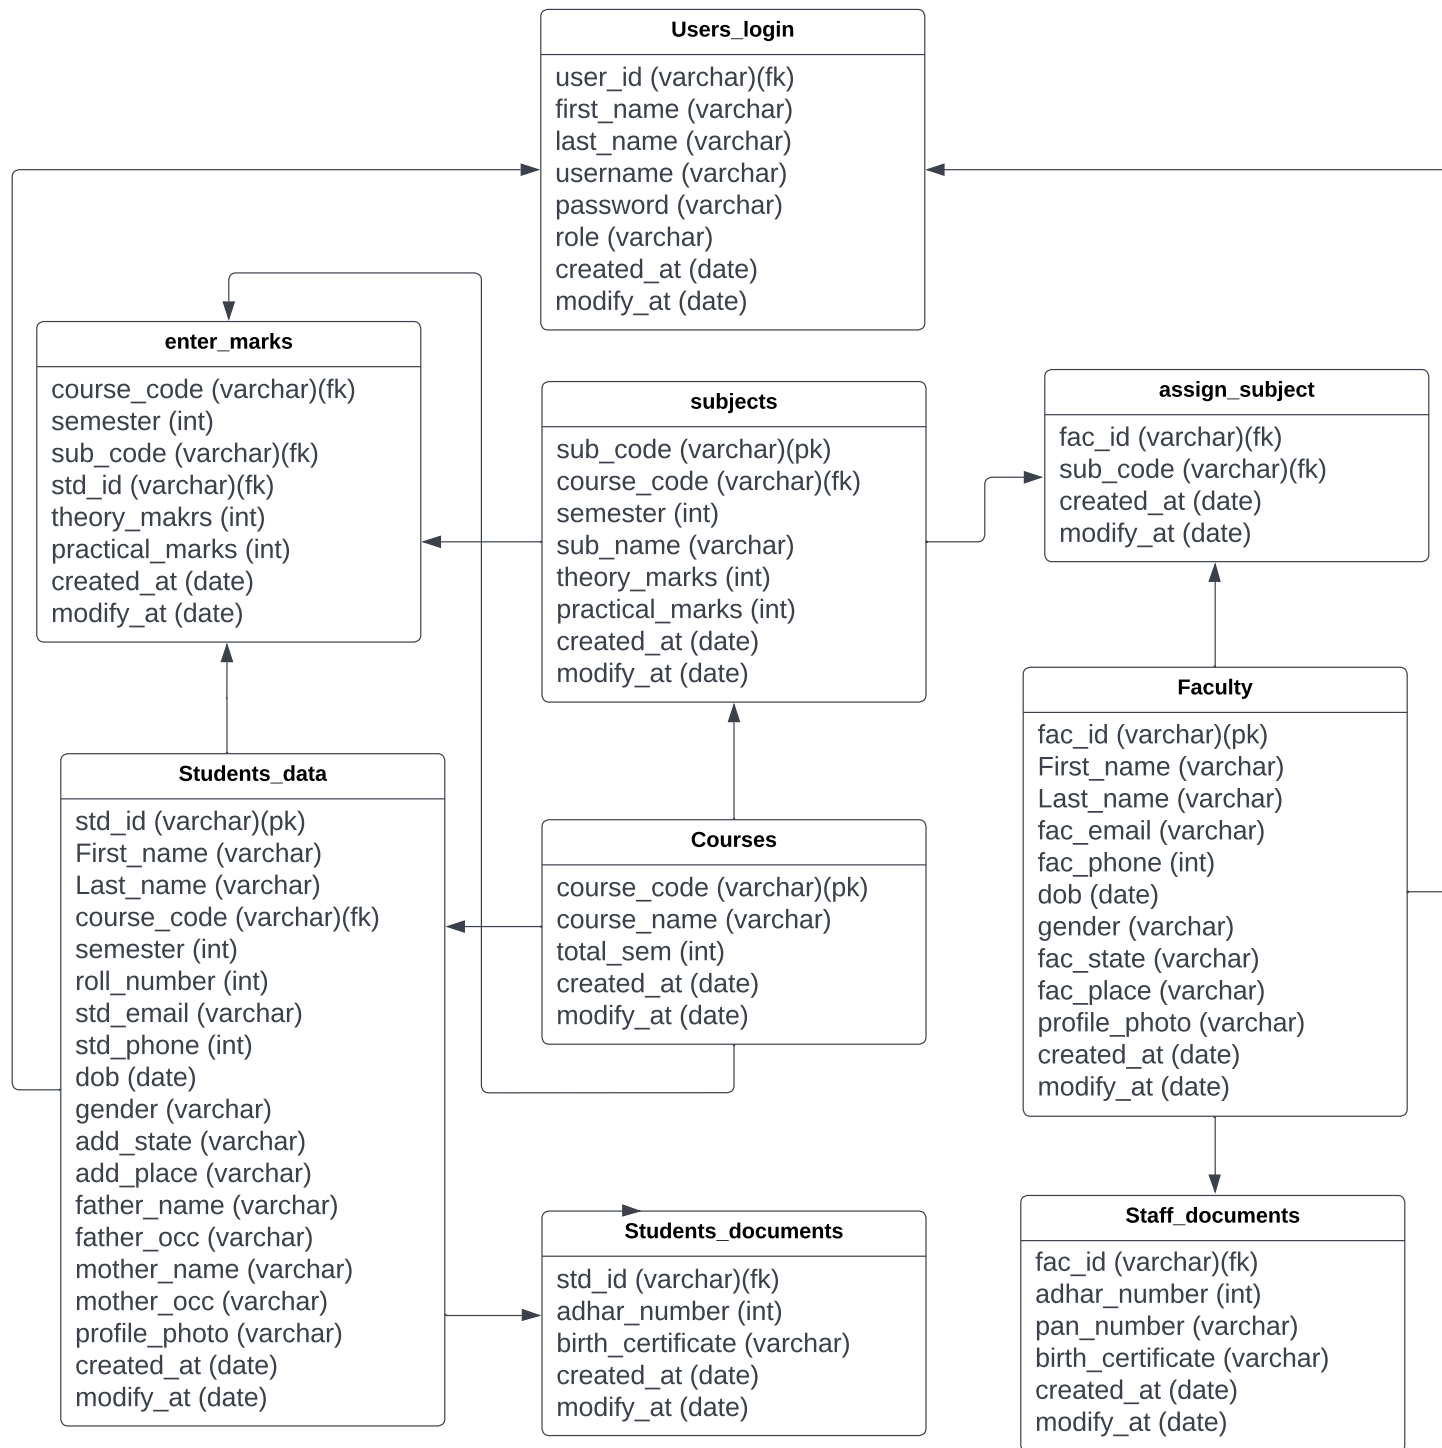 Users_login
user_id (varchar)(fk)
first_name (varchar)
last_name (varchar)
username (varchar)
password (varchar)
role (varchar)
created_at (date)
modify_at (date)
enter_marks
course_code (varchar)(fk)
semester (int)
sub_code (varchar)(fk)
std_id (varchar)(fk)
theory_makrs (int)
practical_marks (int)
created_at (date)
modify_at (date)
subjects
sub_code (varchar)(pk)
course_code (varchar)(fk)
semester (int)
sub_name (varchar)
theory_marks (int)
practical_marks (int)
created_at (date)
modify_at (date)
assign_subject
fac_id (varchar)(fk)
sub_code (varchar)(fk)
created_at (date)
modify_at (date)
Students_data
std_id (varchar)(pk)
First_name (varchar)
Last_name (varchar)
course_code (varchar)(fk)
semester (int)
roll_number (int)
std_email (varchar)
std_phone (int)
dob (date)
gender (varchar)
add_state (varchar)
add_place (varchar)
father_name (varchar)
father_occ (varchar)
mother_name (varchar)
mother_occ (varchar)
profile_photo (varchar)
created_at (date)
modify_at (date)
Courses
course_code (varchar)(pk)
course_name (varchar)
total_sem (int)
created_at (date)
modify_at (date)
Faculty
fac_id (varchar)(pk)
First_name (varchar)
Last_name (varchar)
fac_email (varchar)
fac_phone (int)
dob (date)
gender (varchar)
fac_state (varchar)
fac_place (varchar)
profile_photo (varchar)
created_at (date)
modify_at (date)
Students_documents
std_id (varchar)(fk)
adhar_number (int)
birth_certificate (varchar)
created_at (date)
modify_at (date)
Staff_documents
fac_id (varchar)(fk)
adhar_number (int)
pan_number (varchar)
birth_certificate (varchar)
created_at (date)
modify_at (date)